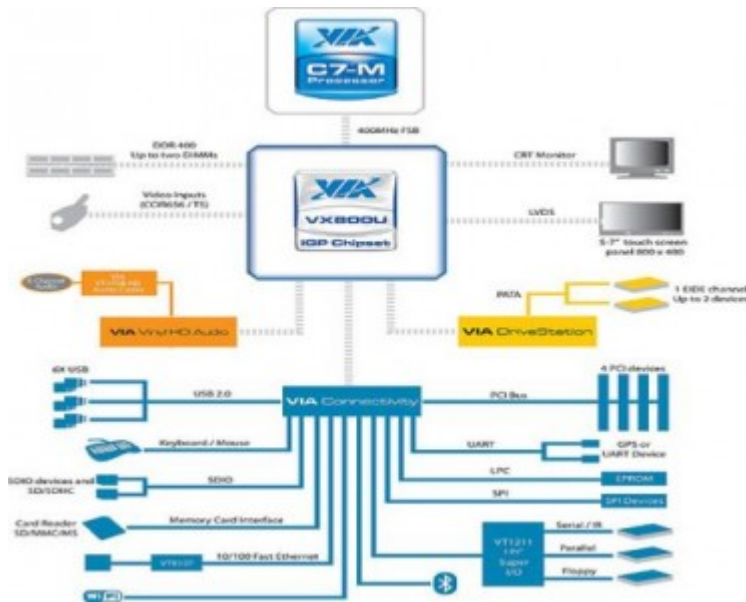 VIA
C7-M
Processor
400MHz FSB
DDR 400
Up to two DIMMs
CRT Monitor
Video Inputs
(CCIR656 / TS)
VIA
VX800U
IGP Chipset
LVDS
5-7" touch screen
panel 800 x 480
VIA
PATA
1 EIDE channel
Up to 2 devices
VIA Vinyl HD Audio
VIA DriveStation
6X USB
USB 2.0
VIA Connectivity
PCI Bus
4 PCI devices
Keyboard / Mouse
UART
GPS or
UART Device
SDIO devices and
SD/SDHC
SDIO
LPC
EPROM
SPI
SPI Devices
Card Reader
SD/MMC/MS
Memory Card Interface
10/100 Fast Ethernet
VT1211
LPC
Super
I/O
Serial / IR
Parallel
Floppy
Wi Fi